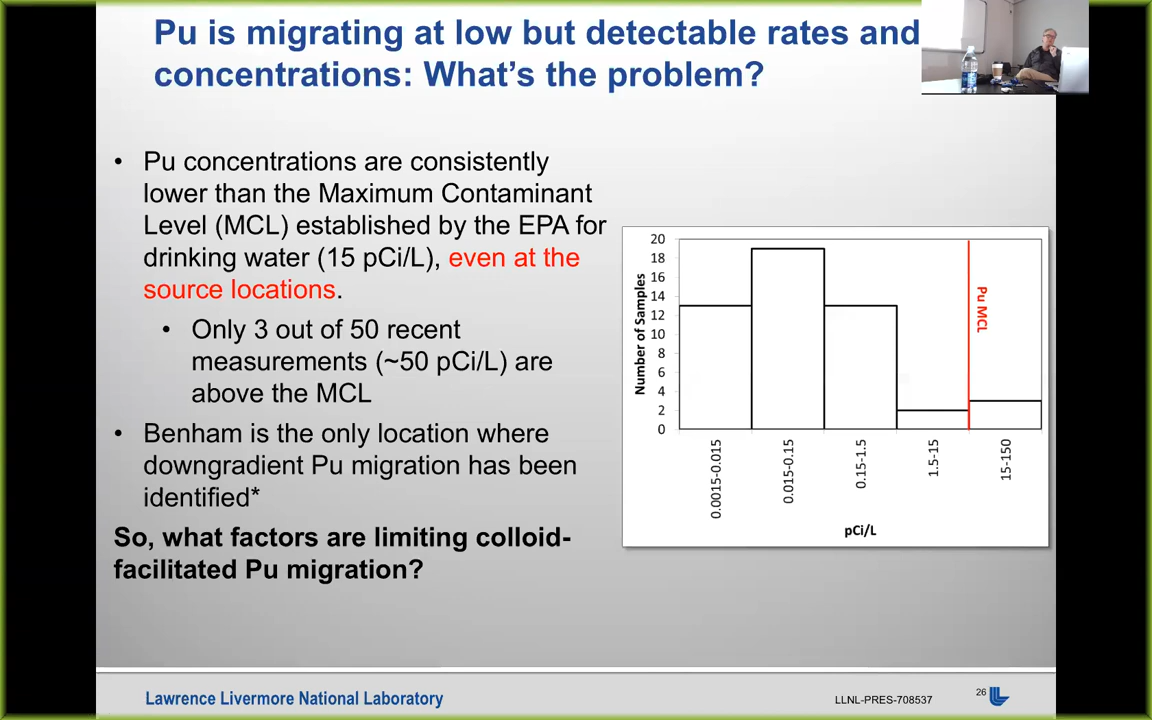 Pu is migrating at low but detectable rates and
concentrations: What's the problem?
• Pu concentrations are consistently
lower than the Maximum Contaminant
Level (MCL) established by the EPA for
drinking water (15 pCi/L), even at the
source locations.
• Only 3 out of 50 recent
measurements (~50 pCi/L) are
above the MCL
• Benham is the only location where
downgradient Pu migration has been
identified*
So, what factors are limiting colloid-
facilitated Pu migration?
Number of Samples
20
18
16
14
12
10
8
6
4
2
0
Pu MCL
0.0015-0.015
0.015-0.15
0.15-1.5
1.5-15
15-150
pCi/L
Lawrence Livermore National Laboratory
LLNL-PRES-708537
26